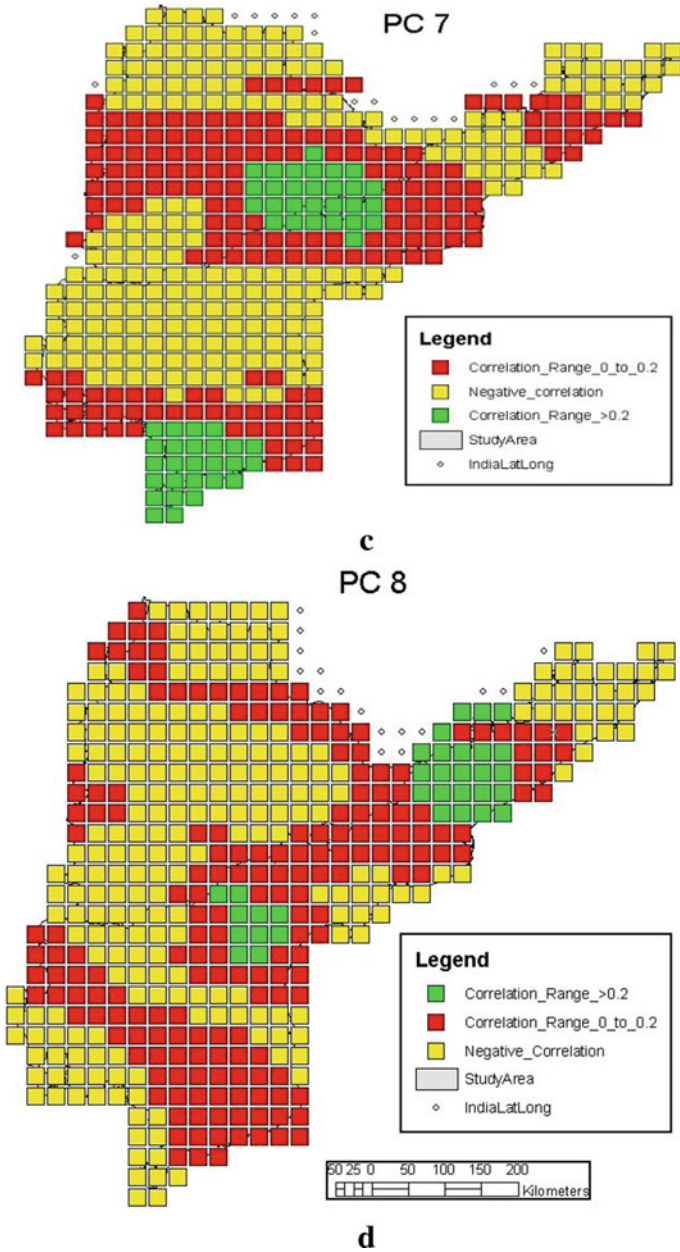 PC 7
Legend
Correlation_Range_0_to_0.2
Negative_correlation
Correlation_Range_>0.2
StudyArea
IndiaLatLong
c
PC 8
Legend
Correlation_Range_>0.2
Correlation_Range_0_to_0.2
Negative_Correlation
StudyArea
IndiaLatLong
50 25 0 50 100 150 200
Kilometers
d